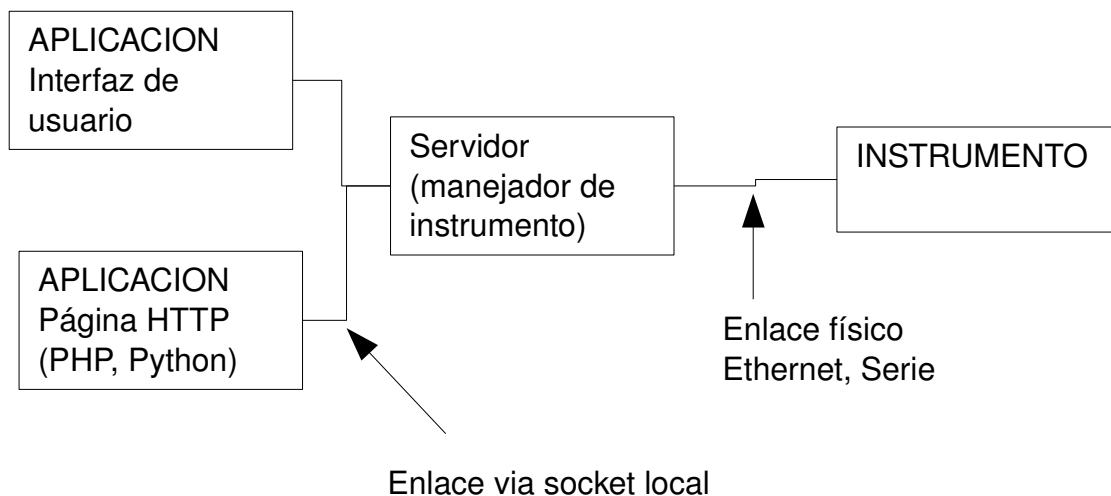 APLICACION
Interfaz de
usuario
Servidor
(manejador de
instrumento)
INSTRUMENTO
APLICACION
Página HTTP
(PHP, Python)
Enlace físico
Ethernet, Serie
Enlace via socket local